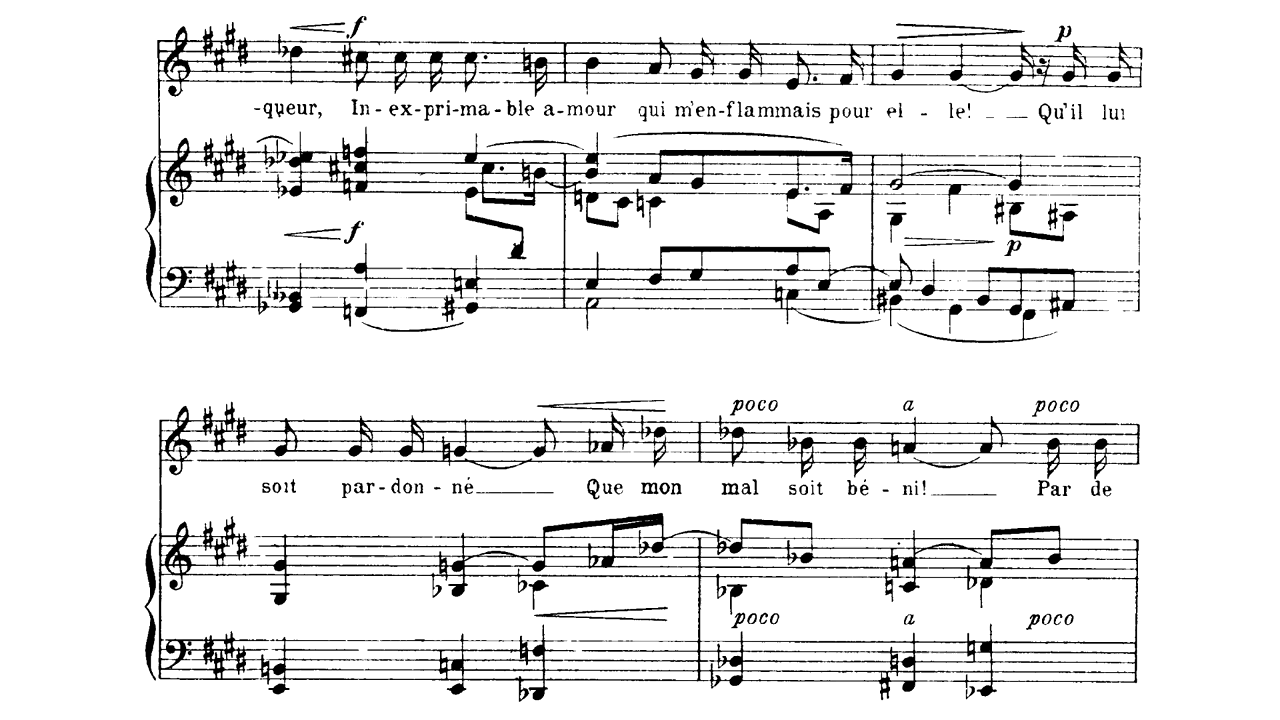 f
-queur, In-ex-pri-ma-ble a-mour qui m'en-flammais pour el - le! Qu'il lui
p
f
p
soit par-don-né Que mon mal soit bé-ni! Par de
poco a poco
poco a poco